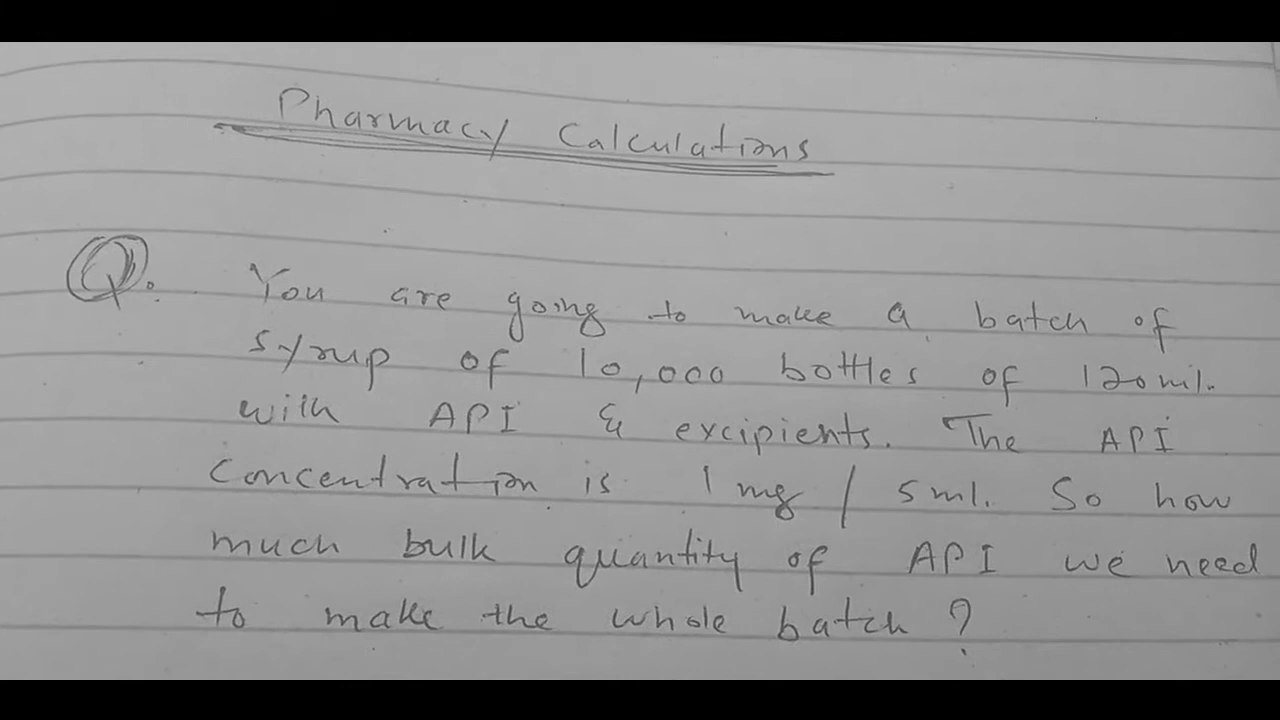 Pharmacy Calculations
Q. You are going to make a batch of
syrup of 10,000 bottles of 120ml.
with API & excipients. The API
concentration is 1 mg / 5ml. So how
much bulk quantity of API we need
to make the whole batch ?